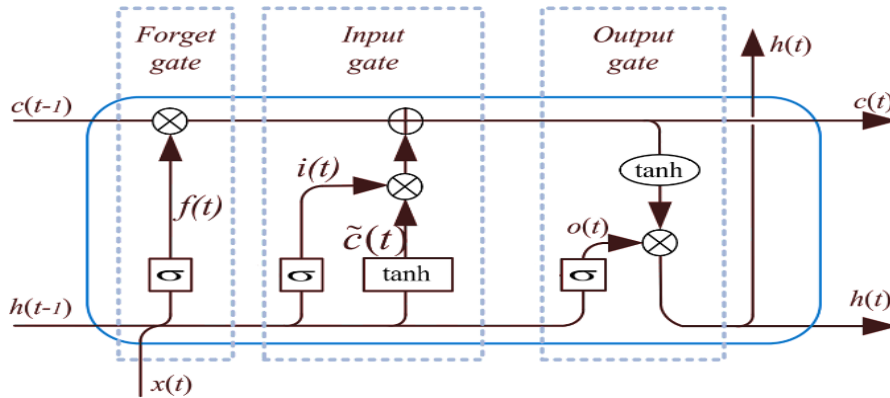 Forget
gate
Input
gate
Output
gate
h(t)
c(t-1)
c(t)
i(t)
tanh
f(t)
c̃(t)
o(t)
σ
σ
tanh
σ
h(t-1)
h(t)
x(t)